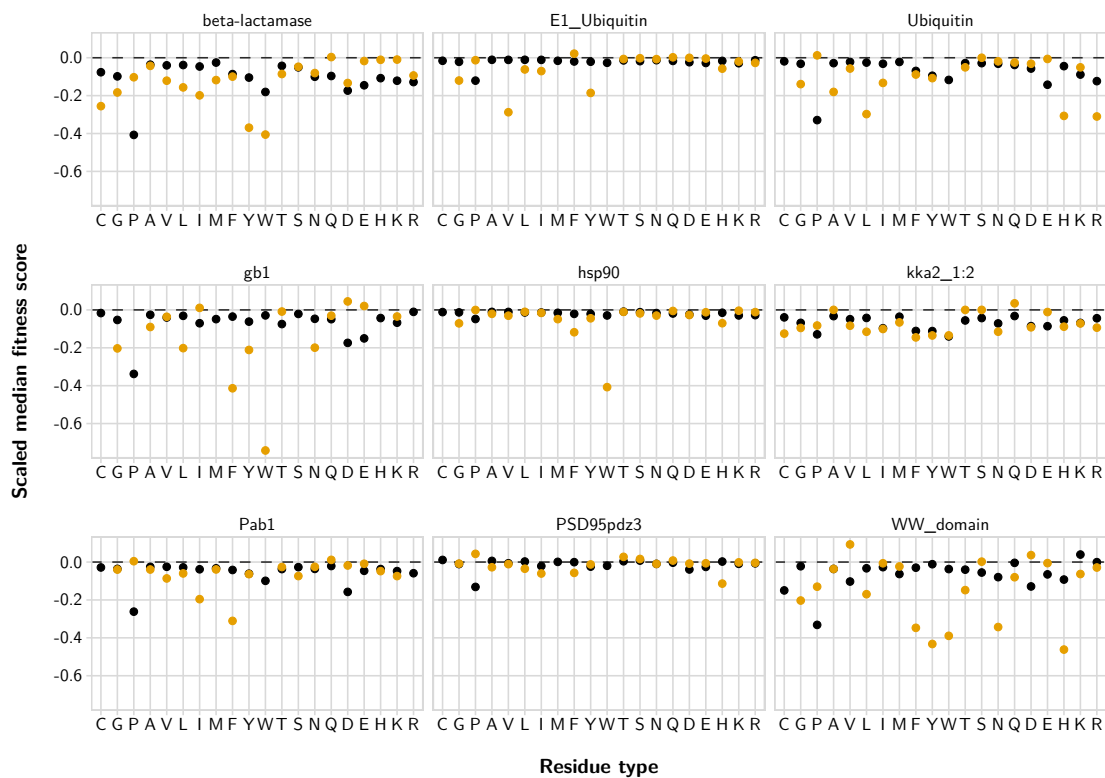 beta-lactamase E1_Ubiquitin Ubiquitin
0.0
-0.2
-0.4
-0.6
C G P A V L I M F Y W T S N Q D E H K R C G P A V L I M F Y W T S N Q D E H K R C G P A V L I M F Y W T S N Q D E H K R
gb1 hsp90 kka2_1:2
0.0
-0.2
-0.4
-0.6
C G P A V L I M F Y W T S N Q D E H K R C G P A V L I M F Y W T S N Q D E H K R C G P A V L I M F Y W T S N Q D E H K R
Scaled median fitness score
Pab1 PSD95pdz3 WW_domain
0.0
-0.2
-0.4
-0.6
C G P A V L I M F Y W T S N Q D E H K R C G P A V L I M F Y W T S N Q D E H K R C G P A V L I M F Y W T S N Q D E H K R
Residue type